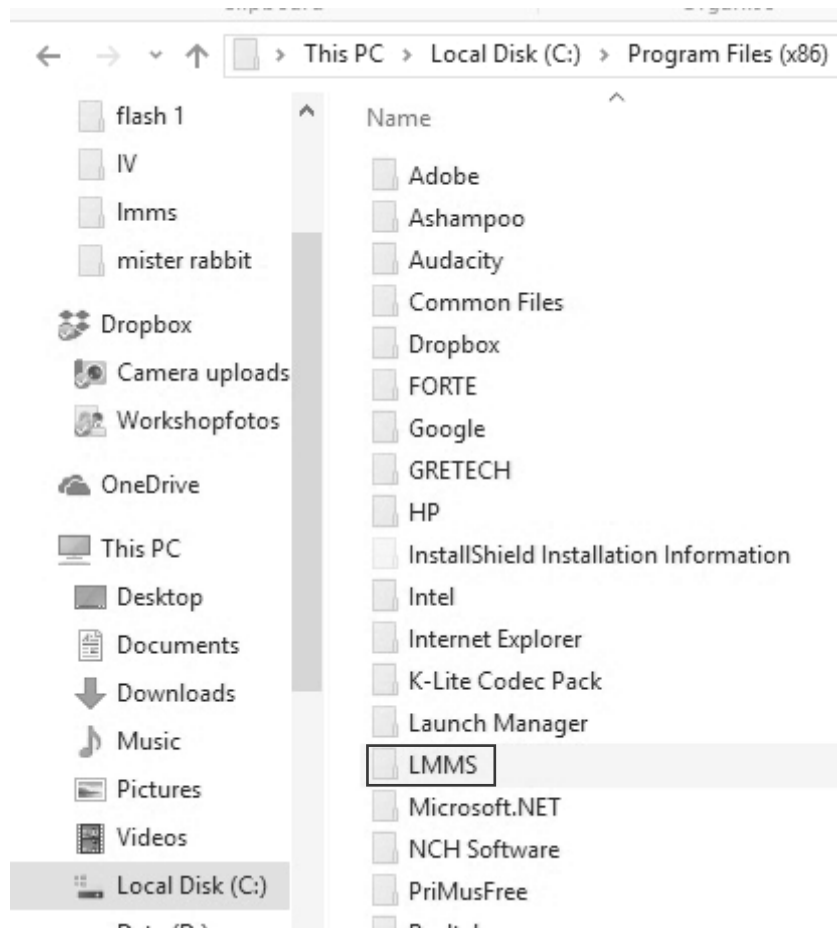 This PC > Local Disk (C:) > Program Files (x86)
flash 1
IV
lmms
mister rabbit
Dropbox
Camera uploads
Workshopfotos
OneDrive
This PC
Desktop
Documents
Downloads
Music
Pictures
Videos
Local Disk (C:)
Name
Adobe
Ashampoo
Audacity
Common Files
Dropbox
FORTE
Google
GRETECH
HP
InstallShield Installation Information
Intel
Internet Explorer
K-Lite Codec Pack
Launch Manager
LMMS
Microsoft.NET
NCH Software
PriMusFree